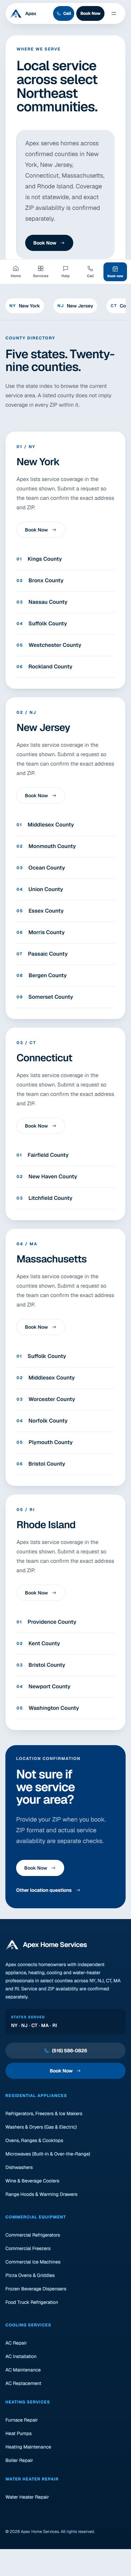 Apex
Call
Book Now
WHERE WE SERVE
Local service
across select
Northeast
communities.
Apex serves homes across
confirmed counties in New
York, New Jersey,
Connecticut, Massachusetts,
and Rhode Island. Coverage
is not statewide, so exact
ZIP availability is confirmed
separately.
Book Now →
Home
Services
Help
Call
Book now
NY New York
NJ New Jersey
CT Co
COUNTY DIRECTORY
Five states. Twenty-
nine counties.
Use the state index to browse the current
service area. A listed county does not imply
coverage in every ZIP within it.
01 / NY
New York
Apex lists service coverage in the
counties shown. Submit a request so
the team can confirm the exact address
and ZIP.
Book Now →
01 Kings County
02 Bronx County
03 Nassau County
04 Suffolk County
05 Westchester County
06 Rockland County
02 / NJ
New Jersey
Apex lists service coverage in the
counties shown. Submit a request so
the team can confirm the exact address
and ZIP.
Book Now →
01 Middlesex County
02 Monmouth County
03 Ocean County
04 Union County
05 Essex County
06 Morris County
07 Passaic County
08 Bergen County
09 Somerset County
03 / CT
Connecticut
Apex lists service coverage in the
counties shown. Submit a request so
the team can confirm the exact address
and ZIP.
Book Now →
01 Fairfield County
02 New Haven County
03 Litchfield County
04 / MA
Massachusetts
Apex lists service coverage in the
counties shown. Submit a request so
the team can confirm the exact address
and ZIP.
Book Now →
01 Suffolk County
02 Middlesex County
03 Worcester County
04 Norfolk County
05 Plymouth County
06 Bristol County
05 / RI
Rhode Island
Apex lists service coverage in the
counties shown. Submit a request so
the team can confirm the exact address
and ZIP.
Book Now →
01 Providence County
02 Kent County
03 Bristol County
04 Newport County
05 Washington County
LOCATION CONFIRMATION
Not sure if
we service
your area?
Provide your ZIP when you book.
ZIP format and actual service
availability are separate checks.
Book Now →
Other location questions →
Apex Home Services
Apex connects homeowners with independent
appliance, heating, cooling and water-heater
professionals in select counties across NY, NJ, CT, MA
and RI. Service and ZIP availability are confirmed
separately.
STATES SERVED
NY · NJ · CT · MA · RI
(516) 586-0826
Book Now →
RESIDENTIAL APPLIANCES
Refrigerators, Freezers & Ice Makers
Washers & Dryers (Gas & Electric)
Ovens, Ranges & Cooktops
Microwaves (Built-in & Over-the-Range)
Dishwashers
Wine & Beverage Coolers
Range Hoods & Warming Drawers
COMMERCIAL EQUIPMENT
Commercial Refrigerators
Commercial Freezers
Commercial Ice Machines
Pizza Ovens & Griddles
Frozen Beverage Dispensers
Food Truck Refrigeration
COOLING SERVICES
AC Repair
AC Installation
AC Maintenance
AC Replacement
HEATING SERVICES
Furnace Repair
Heat Pumps
Heating Maintenance
Boiler Repair
WATER HEATER REPAIR
Water Heater Repair
© 2026 Apex Home Services. All rights reserved.